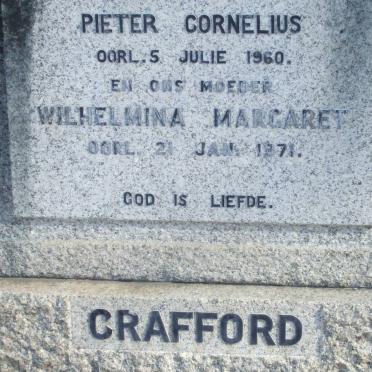 PIETER CORNELIUS
OORL. 5 JULIE 1960.
EN ONS MOEDER
WILHELMINA MARGARET
OORL. 21 JAN. 1971.
GOD IS LIEFDE.
CRAFFORD